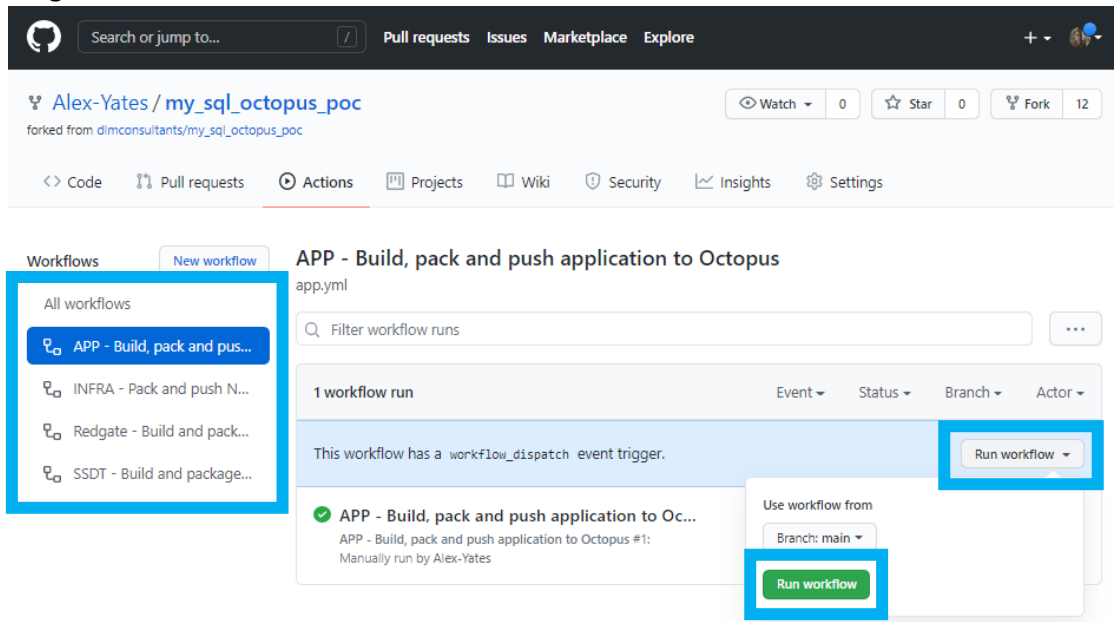 Search or jump to... /
Pull requests Issues Marketplace Explore
Alex-Yates / my_sql_octopus_poc
forked from dlmconsultants/my_sql_octopus_poc
Watch 0 Star 0 Fork 12
Code Pull requests Actions Projects Wiki Security Insights Settings
Workflows New workflow
All workflows
APP - Build, pack and pus...
INFRA - Pack and push N...
Redgate - Build and pack...
SSDT - Build and package...
APP - Build, pack and push application to Octopus
app.yml
Filter workflow runs
1 workflow run Event Status Branch Actor
This workflow has a workflow_dispatch event trigger. Run workflow
APP - Build, pack and push application to Oc...
APP - Build, pack and push application to Octopus #1:
Manually run by Alex-Yates
Use workflow from
Branch: main
Run workflow